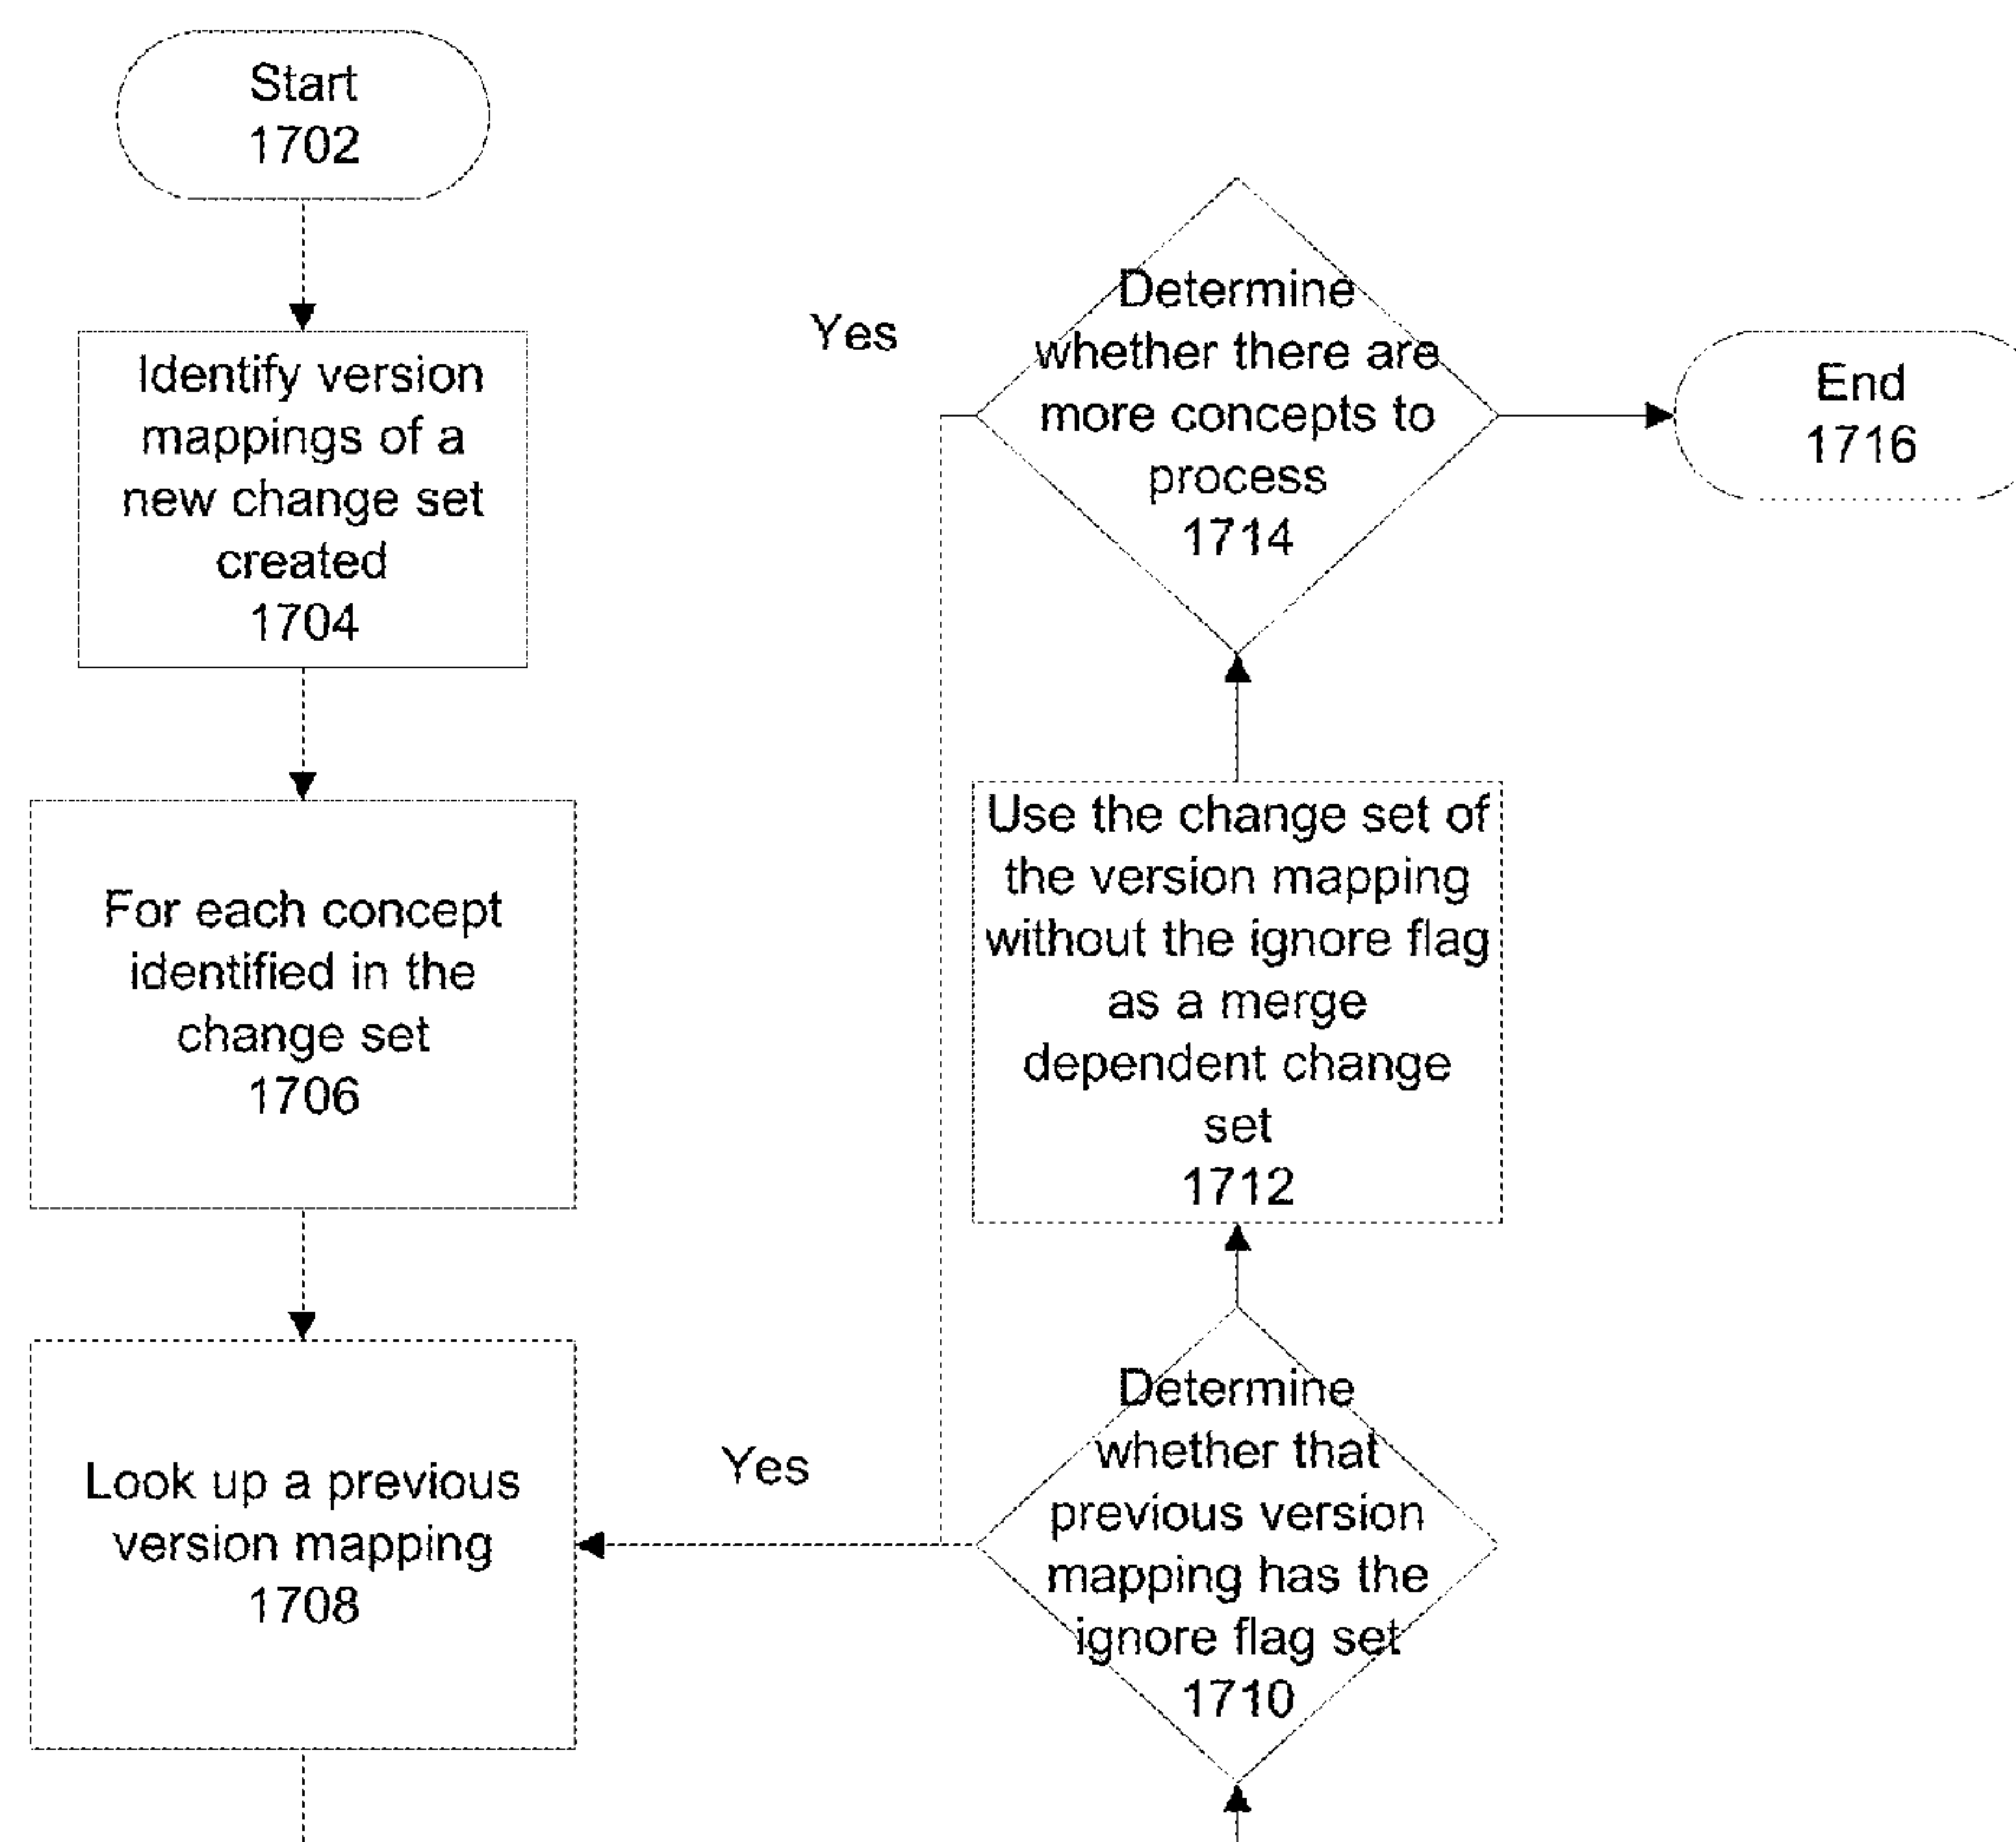 Start
1702
Identify version
mappings of a
new change set
created
1704
For each concept
identified in the
change set
1706
Look up a previous
version mapping
1708
Yes
Determine
whether that
previous version
mapping has the
ignore flag set
1710
Use the change set of
the version mapping
without the ignore flag
as a merge
dependent change
set
1712
Yes
Determine
whether there are
more concepts to
process
1714
End
1716